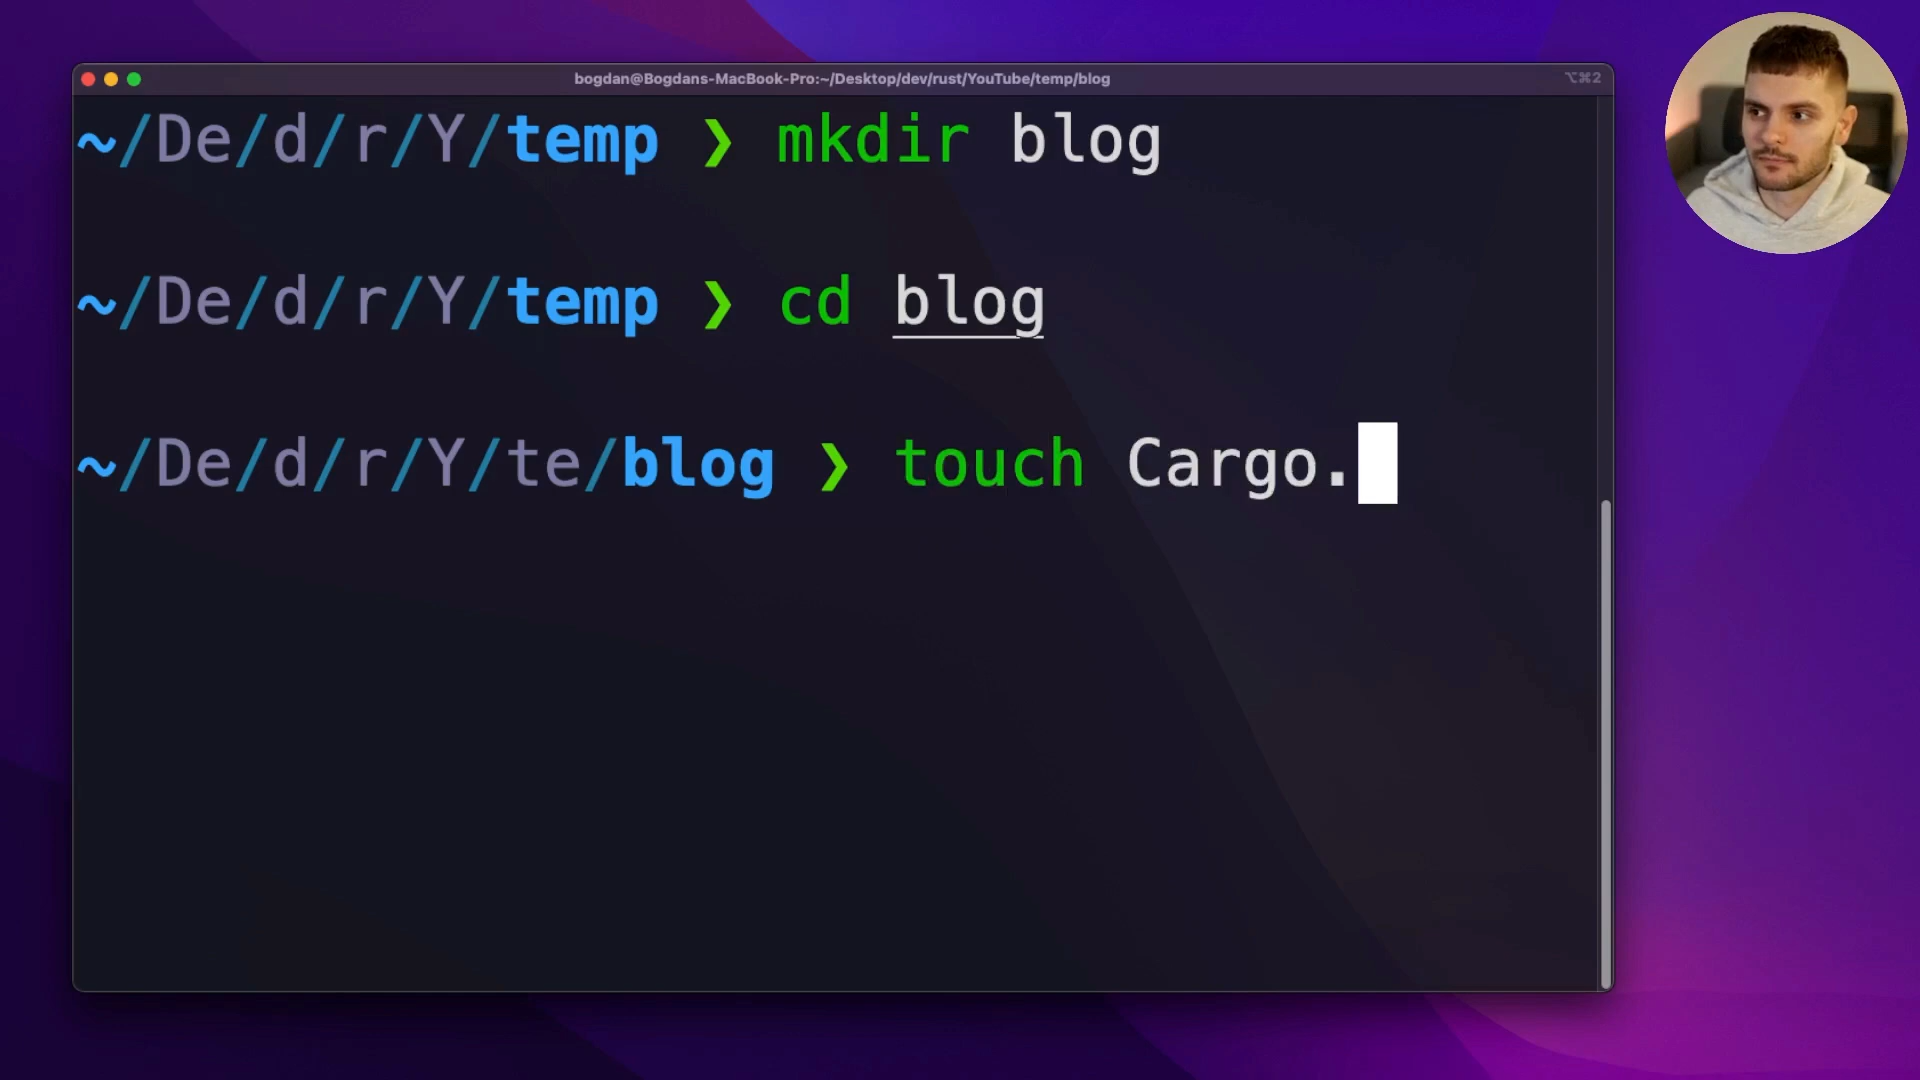 bogdan@Bogdans-MacBook-Pro:~/Desktop/dev/rust/YouTube/temp/blog ⌥⌘2
~/De/d/r/Y/temp ❯ mkdir blog
~/De/d/r/Y/temp ❯ cd blog
~/De/d/r/Y/te/blog ❯ touch Cargo.